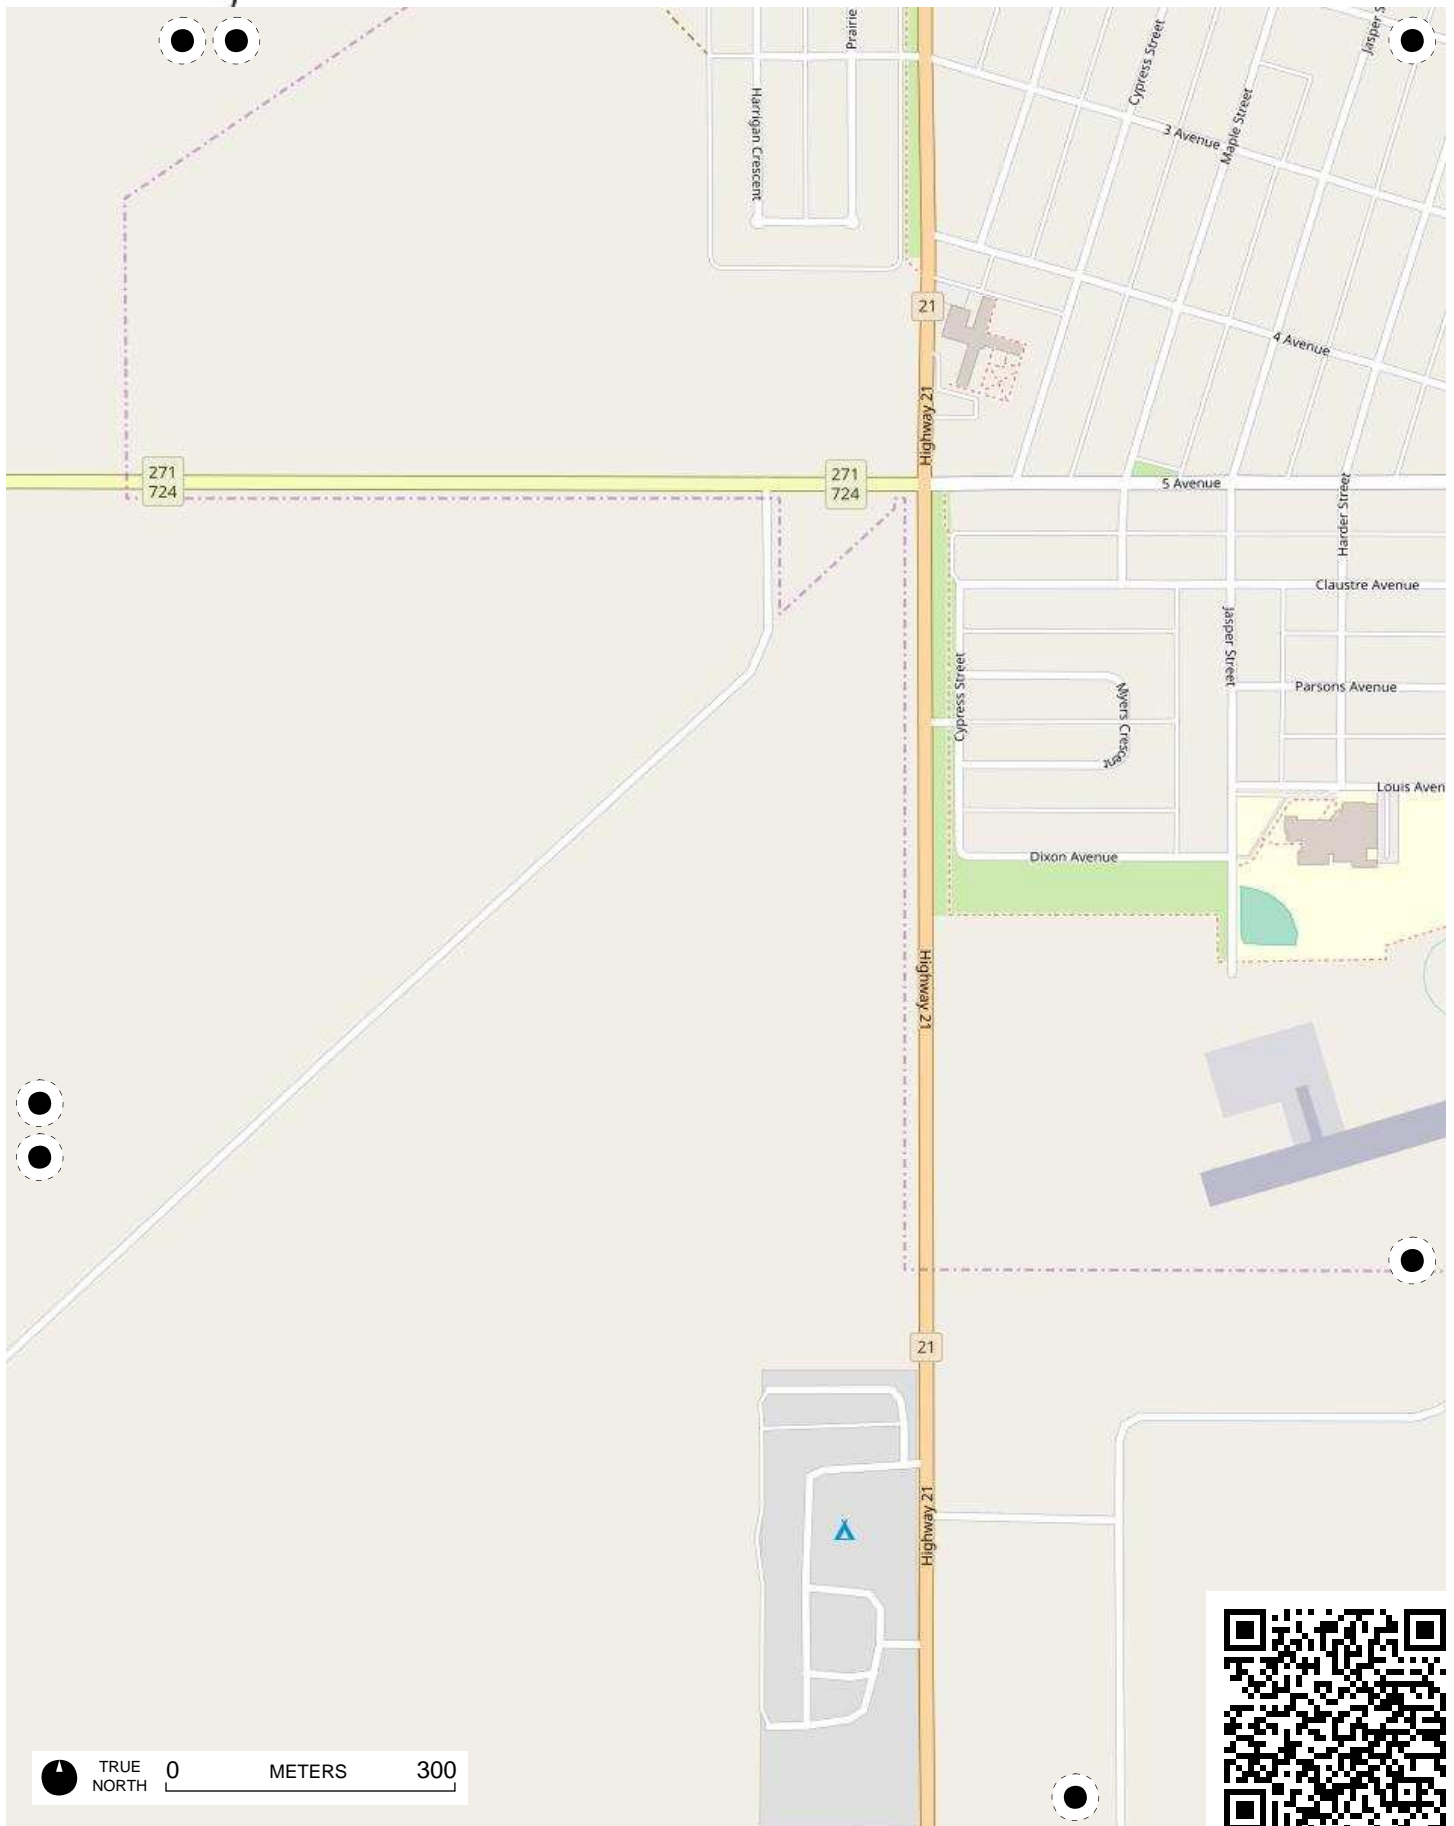 Prairie
Jasper S
Cypress Street
Harrigan Crescent
Maple Street
3 Avenue
21
4 Avenue
Highway 21
271
724
271
724
5 Avenue
Harder Street
Claustre Avenue
Jasper Street
Cypress Street
Parsons Avenue
Myers Crescent
Louis Aven
Dixon Avenue
Highway 21
21
Highway 21
TRUE
NORTH
0 METERS 300